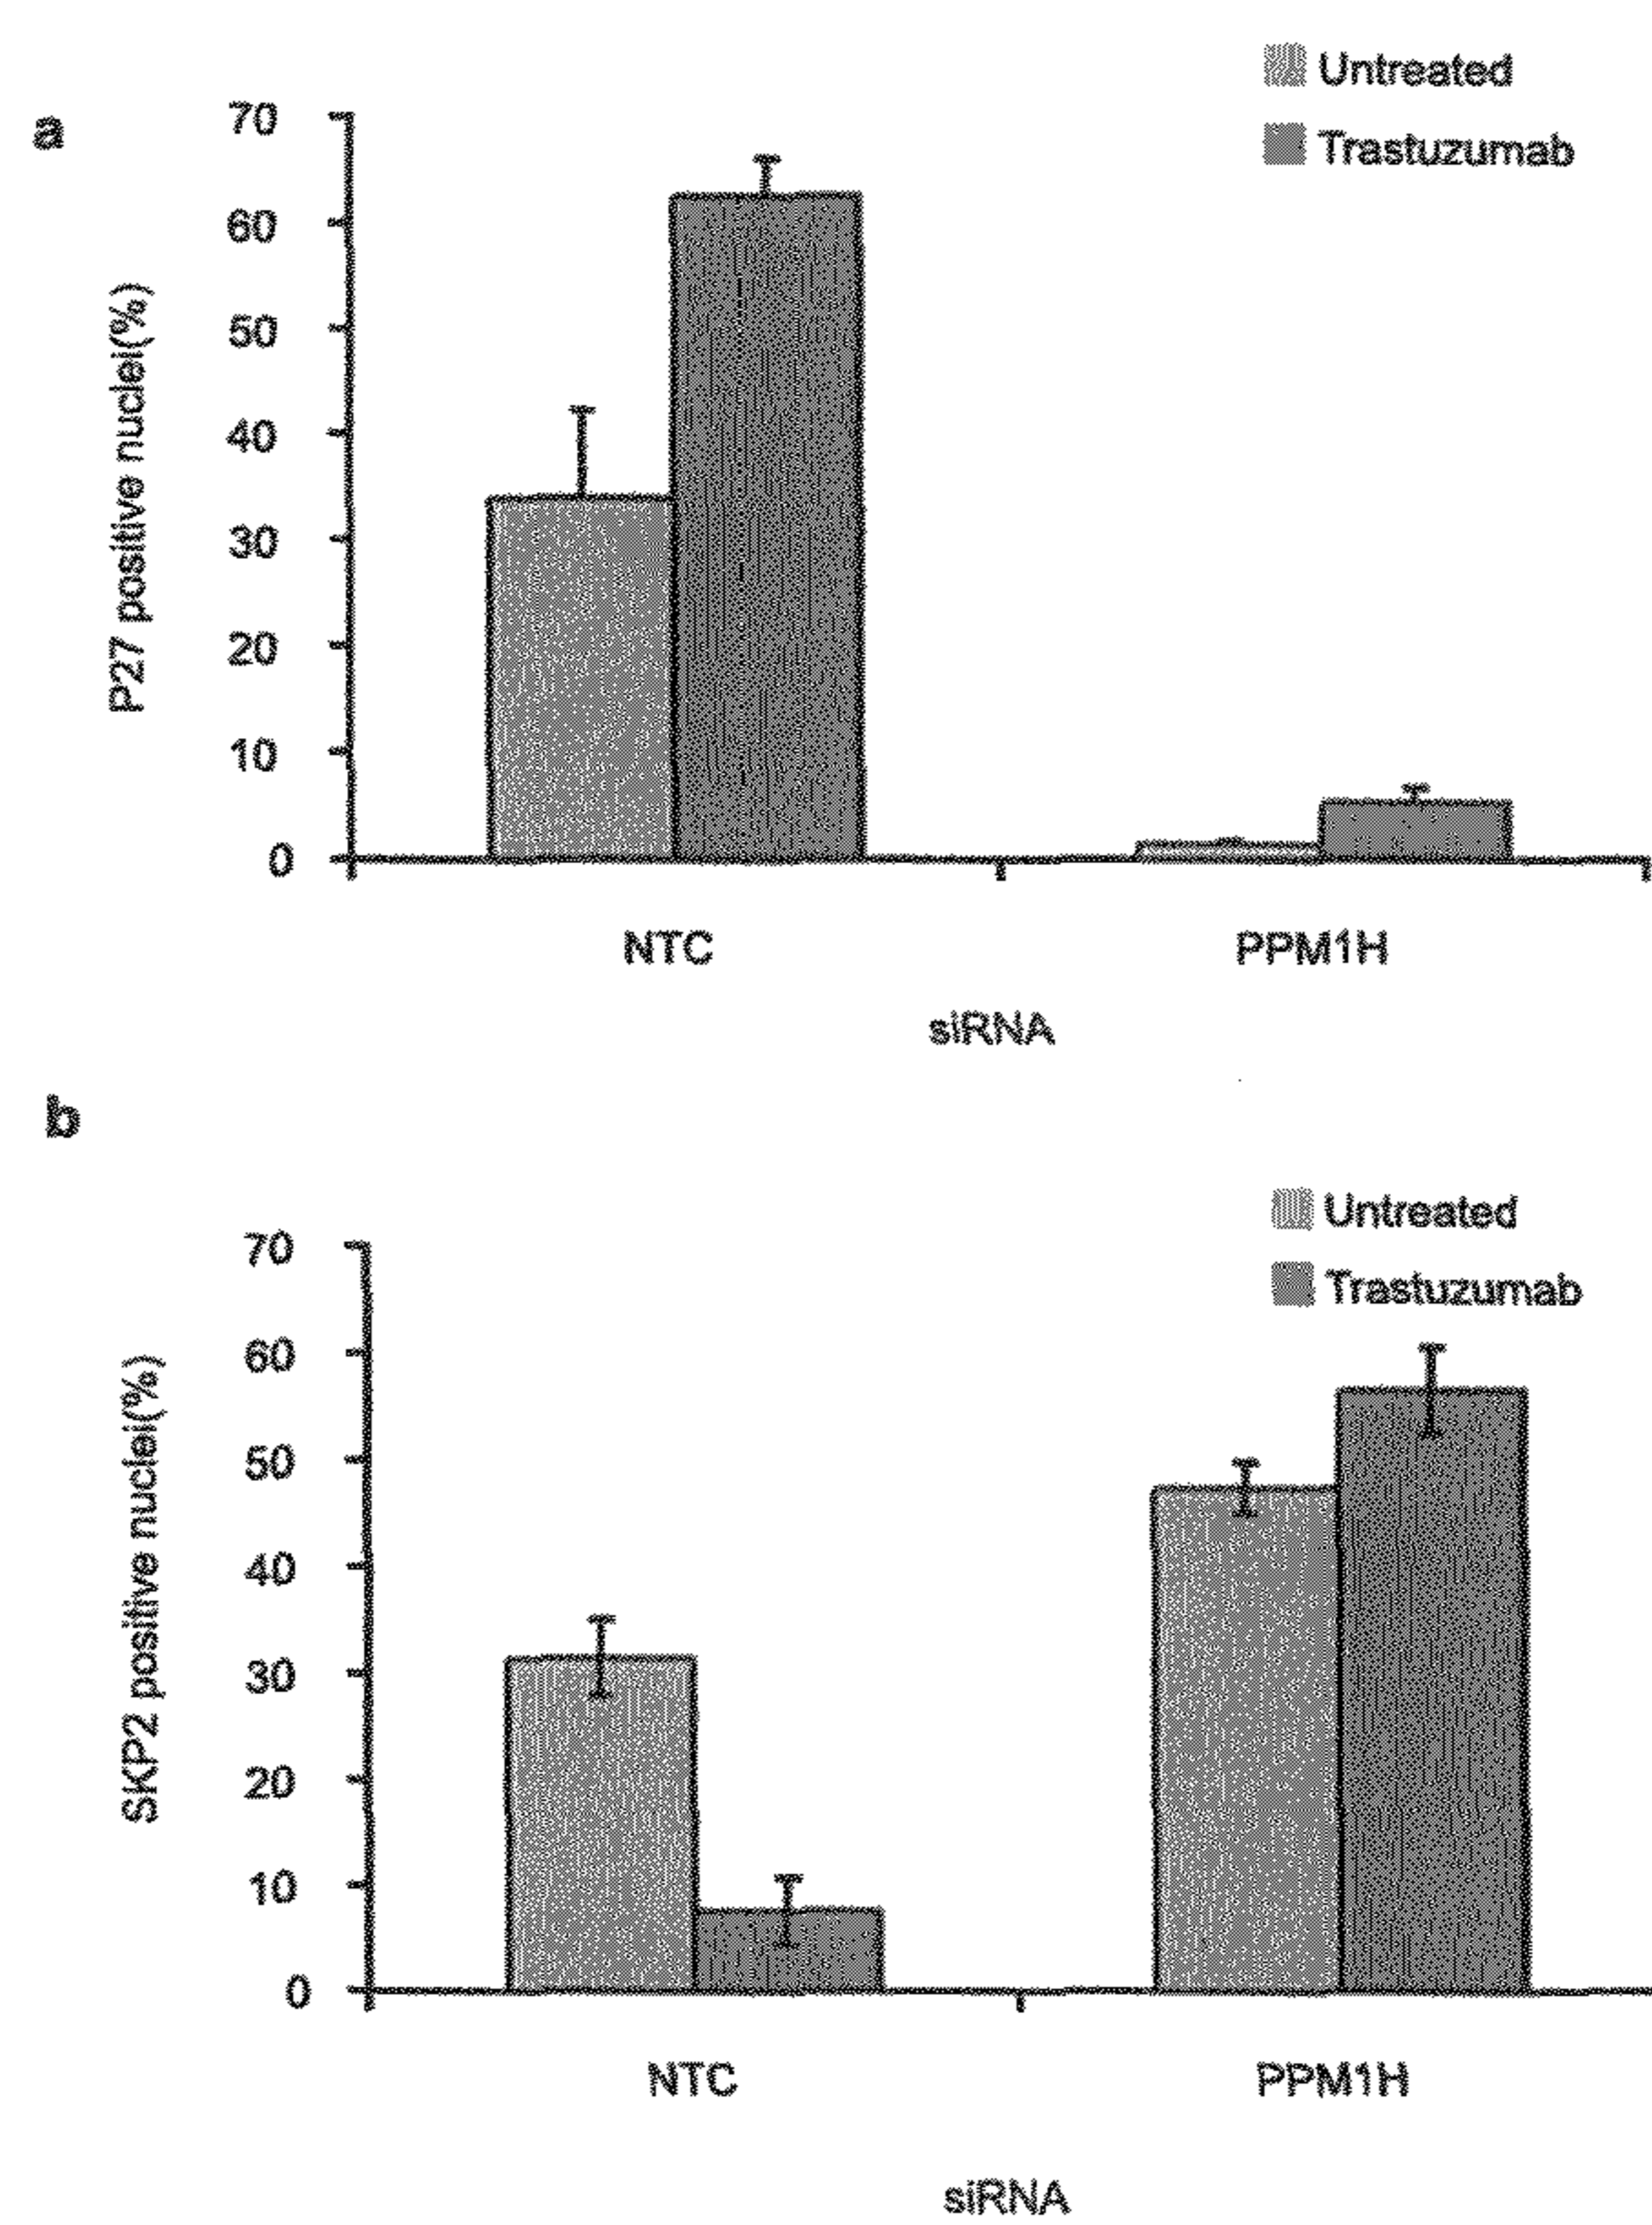 a
Untreated
Trastuzumab
P27 positive nuclei(%)
70
60
50
40
30
20
10
0
NTC PPM1H
siRNA
b
Untreated
Trastuzumab
SKP2 positive nuclei(%)
70
60
50
40
30
20
10
0
NTC PPM1H
siRNA